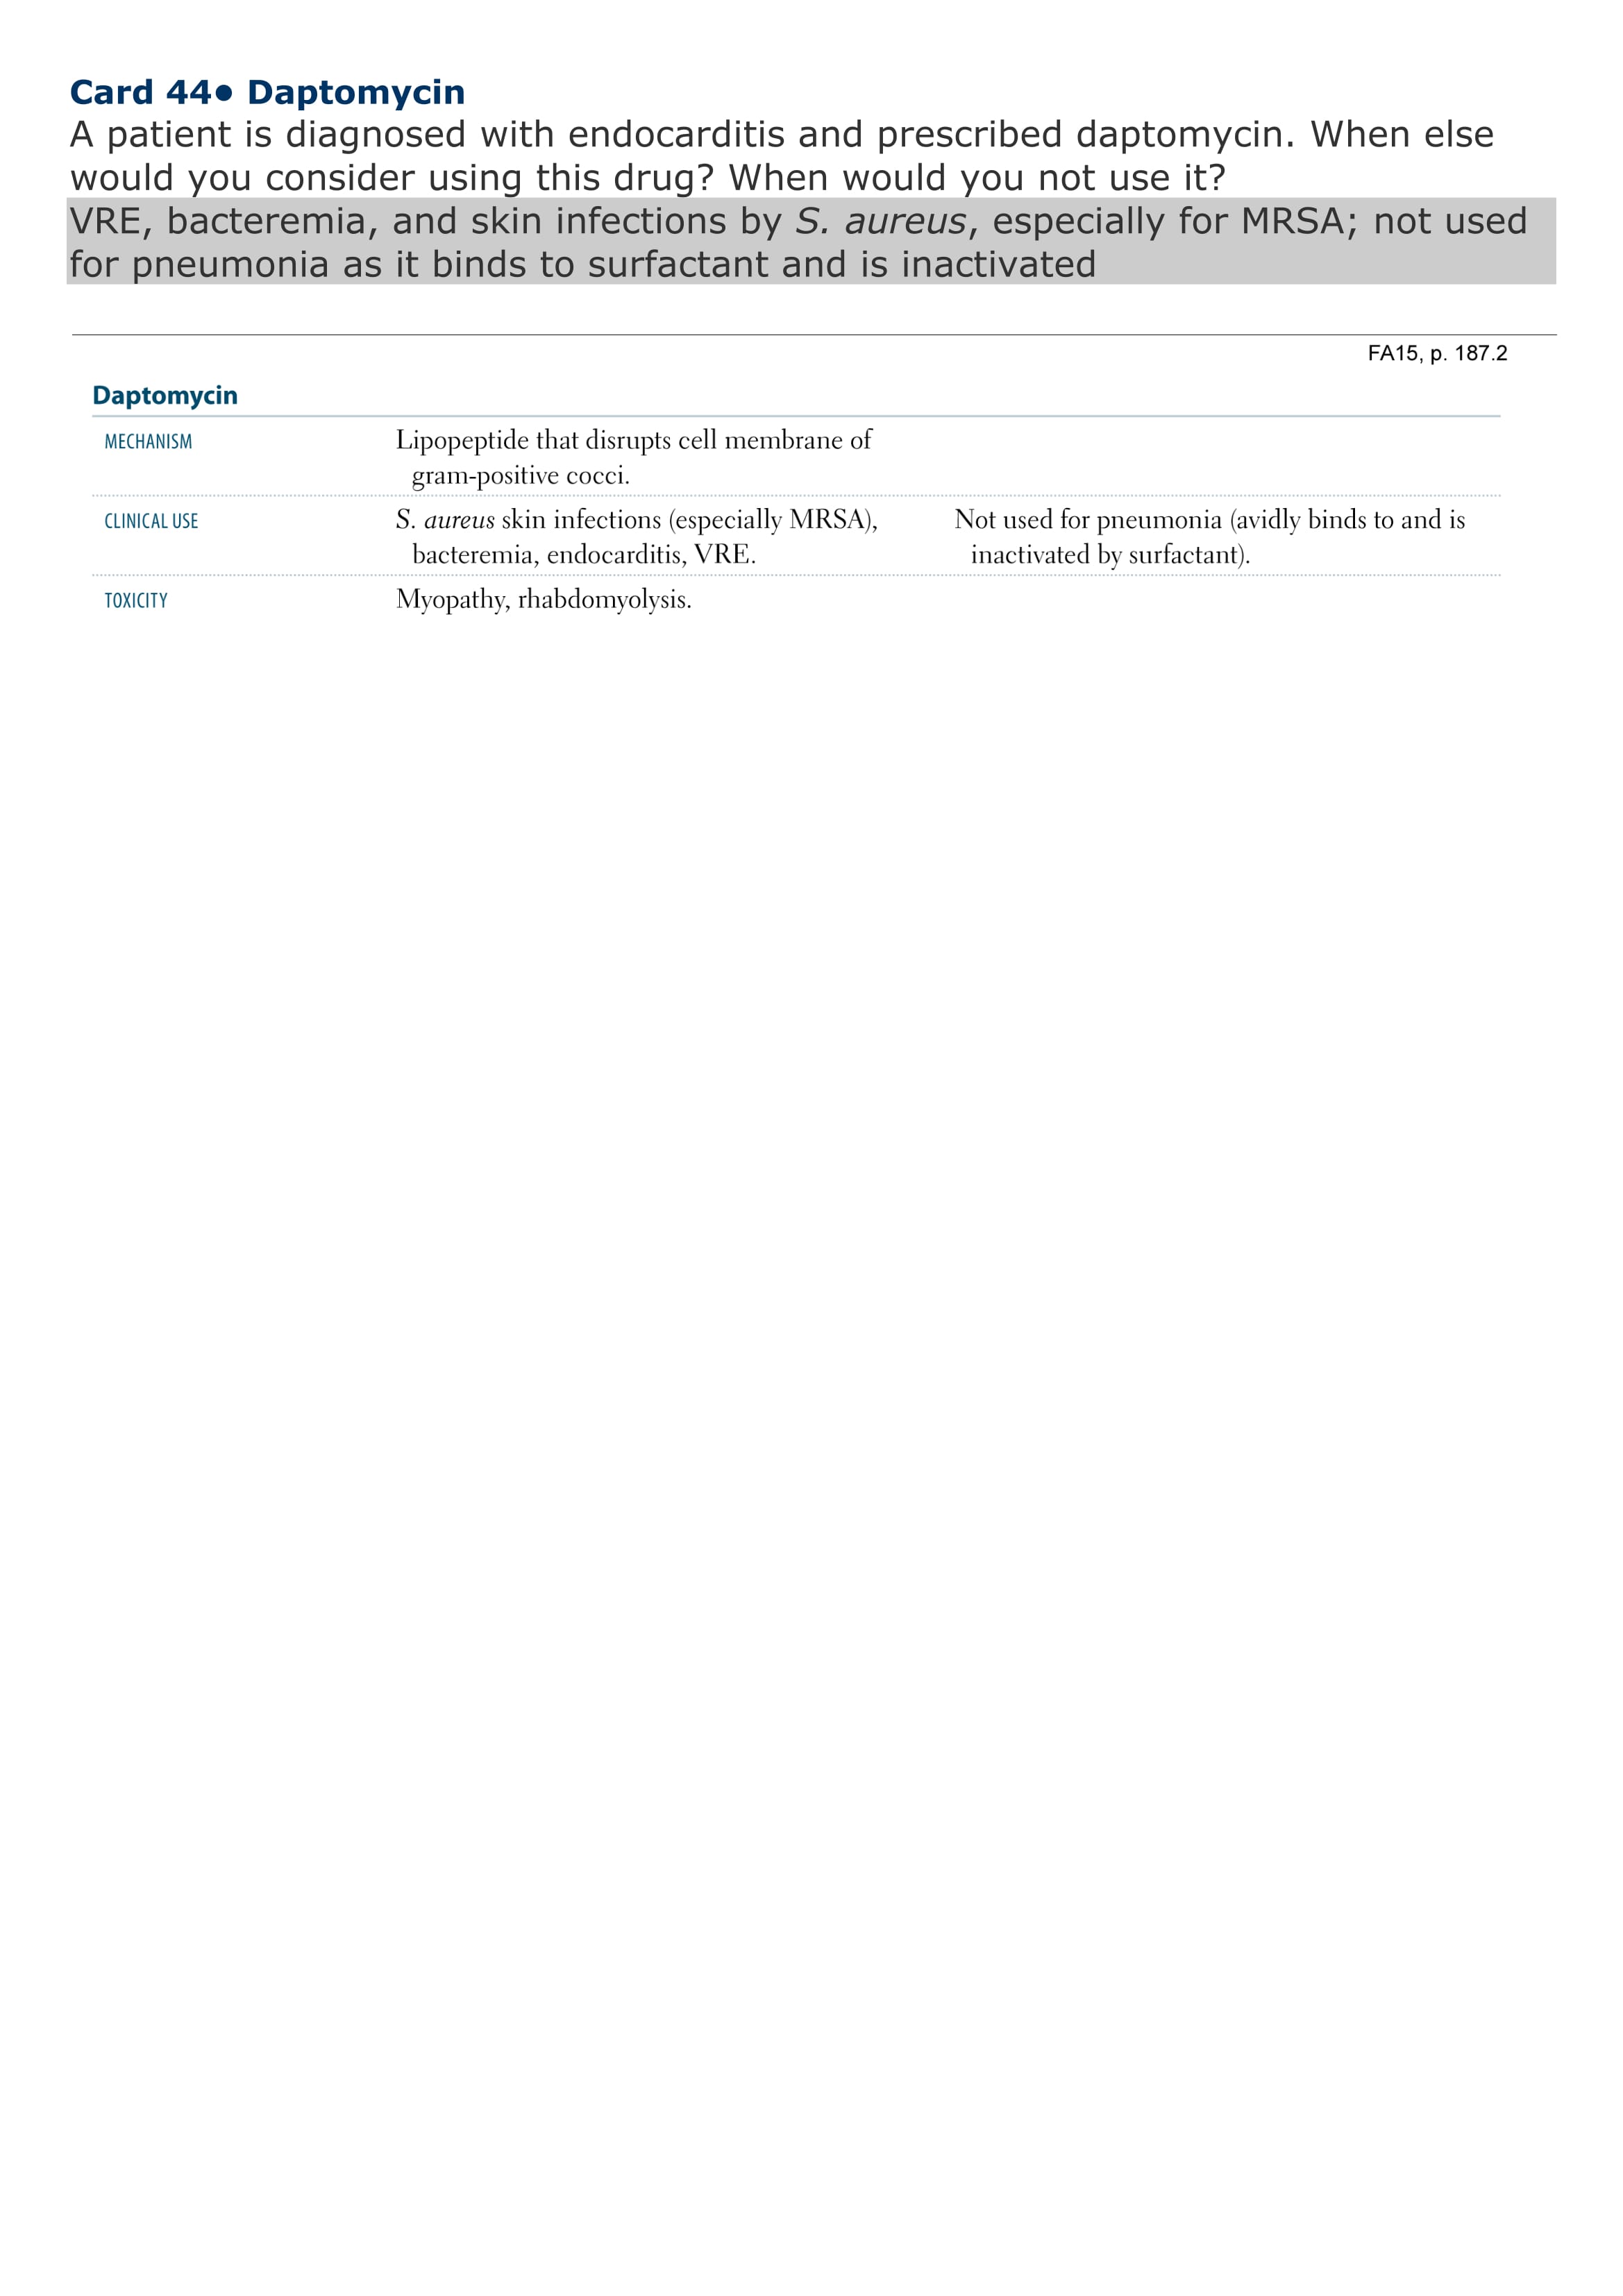 Card 44● Daptomycin
A patient is diagnosed with endocarditis and prescribed daptomycin. When else
would you consider using this drug? When would you not use it?
VRE, bacteremia, and skin infections by S. aureus, especially for MRSA; not used
for pneumonia as it binds to surfactant and is inactivated
FA15, p. 187.2
Daptomycin
MECHANISM Lipopeptide that disrupts cell membrane of
gram-positive cocci.
CLINICAL USE S. aureus skin infections (especially MRSA), Not used for pneumonia (avidly binds to and is
bacteremia, endocarditis, VRE. inactivated by surfactant).
TOXICITY Myopathy, rhabdomyolysis.